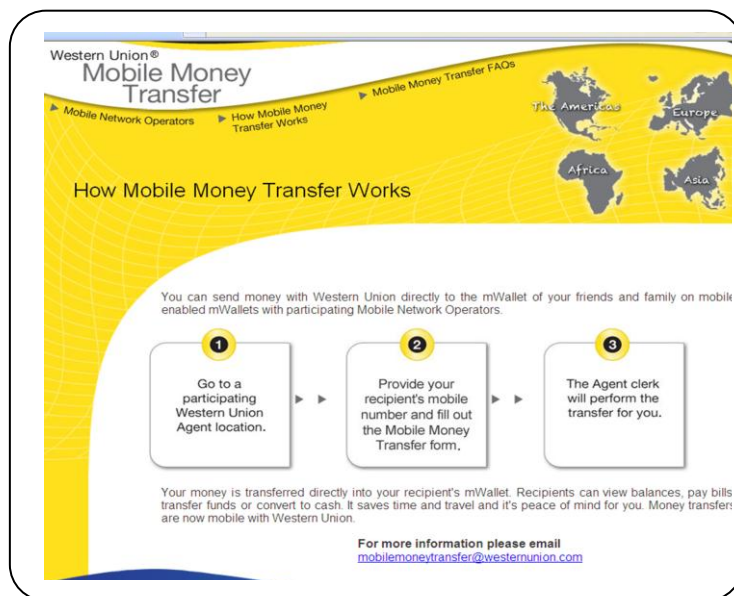 Western Union®
Mobile Money
Transfer
Mobile Network Operators
How Mobile Money
Transfer Works
Mobile Money Transfer FAQs
The Americas
Europe
Africa
Asia
How Mobile Money Transfer Works
You can send money with Western Union directly to the mWallet of your friends and family on mobile
enabled mWallets with participating Mobile Network Operators.
1
Go to a
participating
Western Union
Agent location.
2
Provide your
recipient's mobile
number and fill out
the Mobile Money
Transfer form.
3
The Agent clerk
will perform the
transfer for you.
Your money is transferred directly into your recipient's mWallet. Recipients can view balances, pay bills
transfer funds or convert to cash. It saves time and travel and it's peace of mind for you. Money transfers
are now mobile with Western Union.
For more information please email
mobilemoneytransfer@westernunion.com